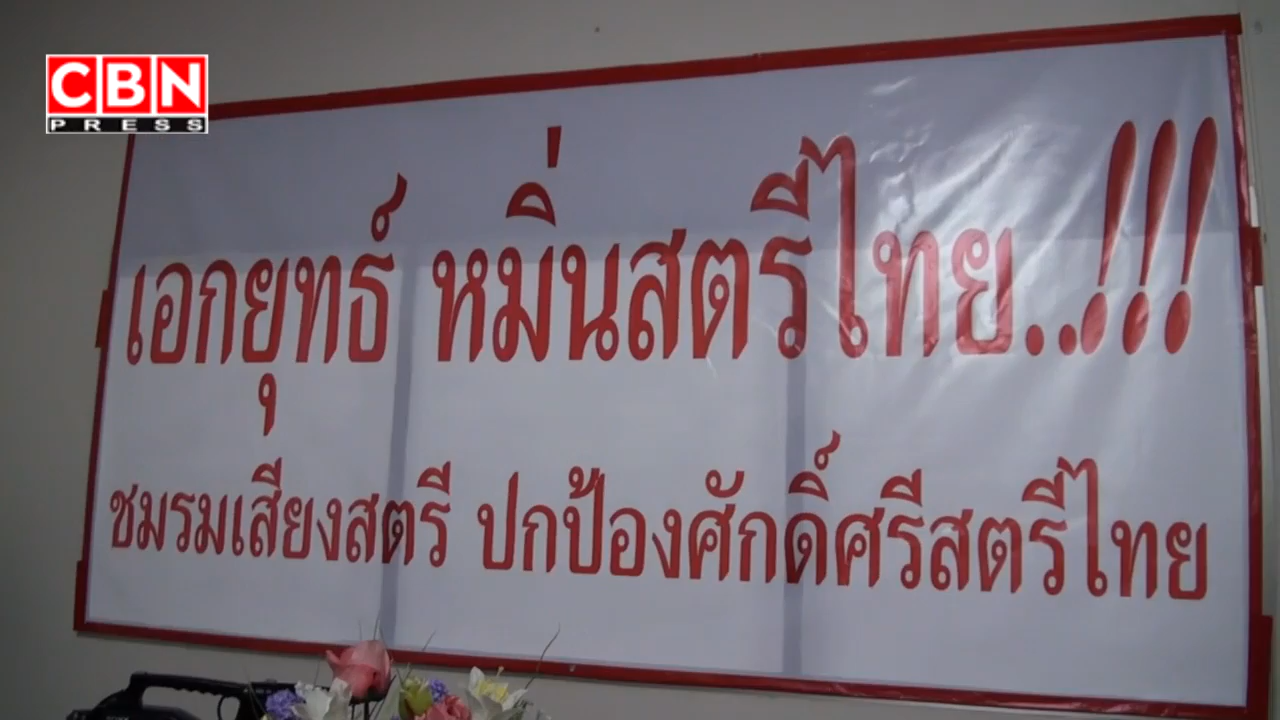 CBN
PRESS
เอกยุทธ์ หมิ่นสตรีไทย..!!!
ชมรมเสียงสตรี ปกป้องศักดิ์ศรีสตรีไทย